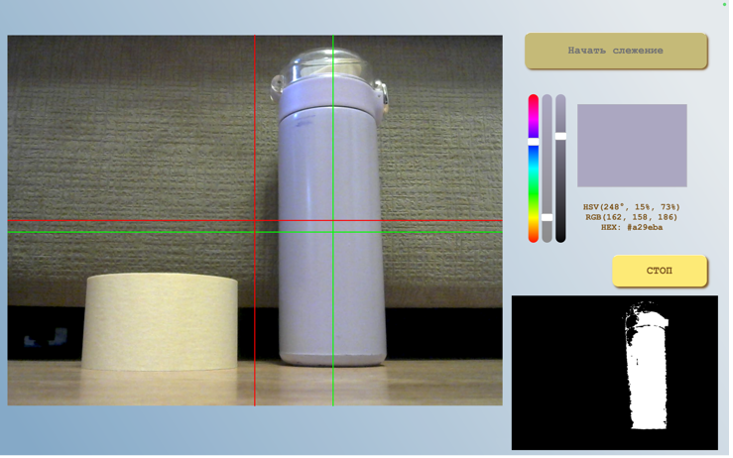 Начать слежение
HSV(248°, 15%, 73%)
RGB(162, 158, 186)
HEX: #a29eba
СТОП